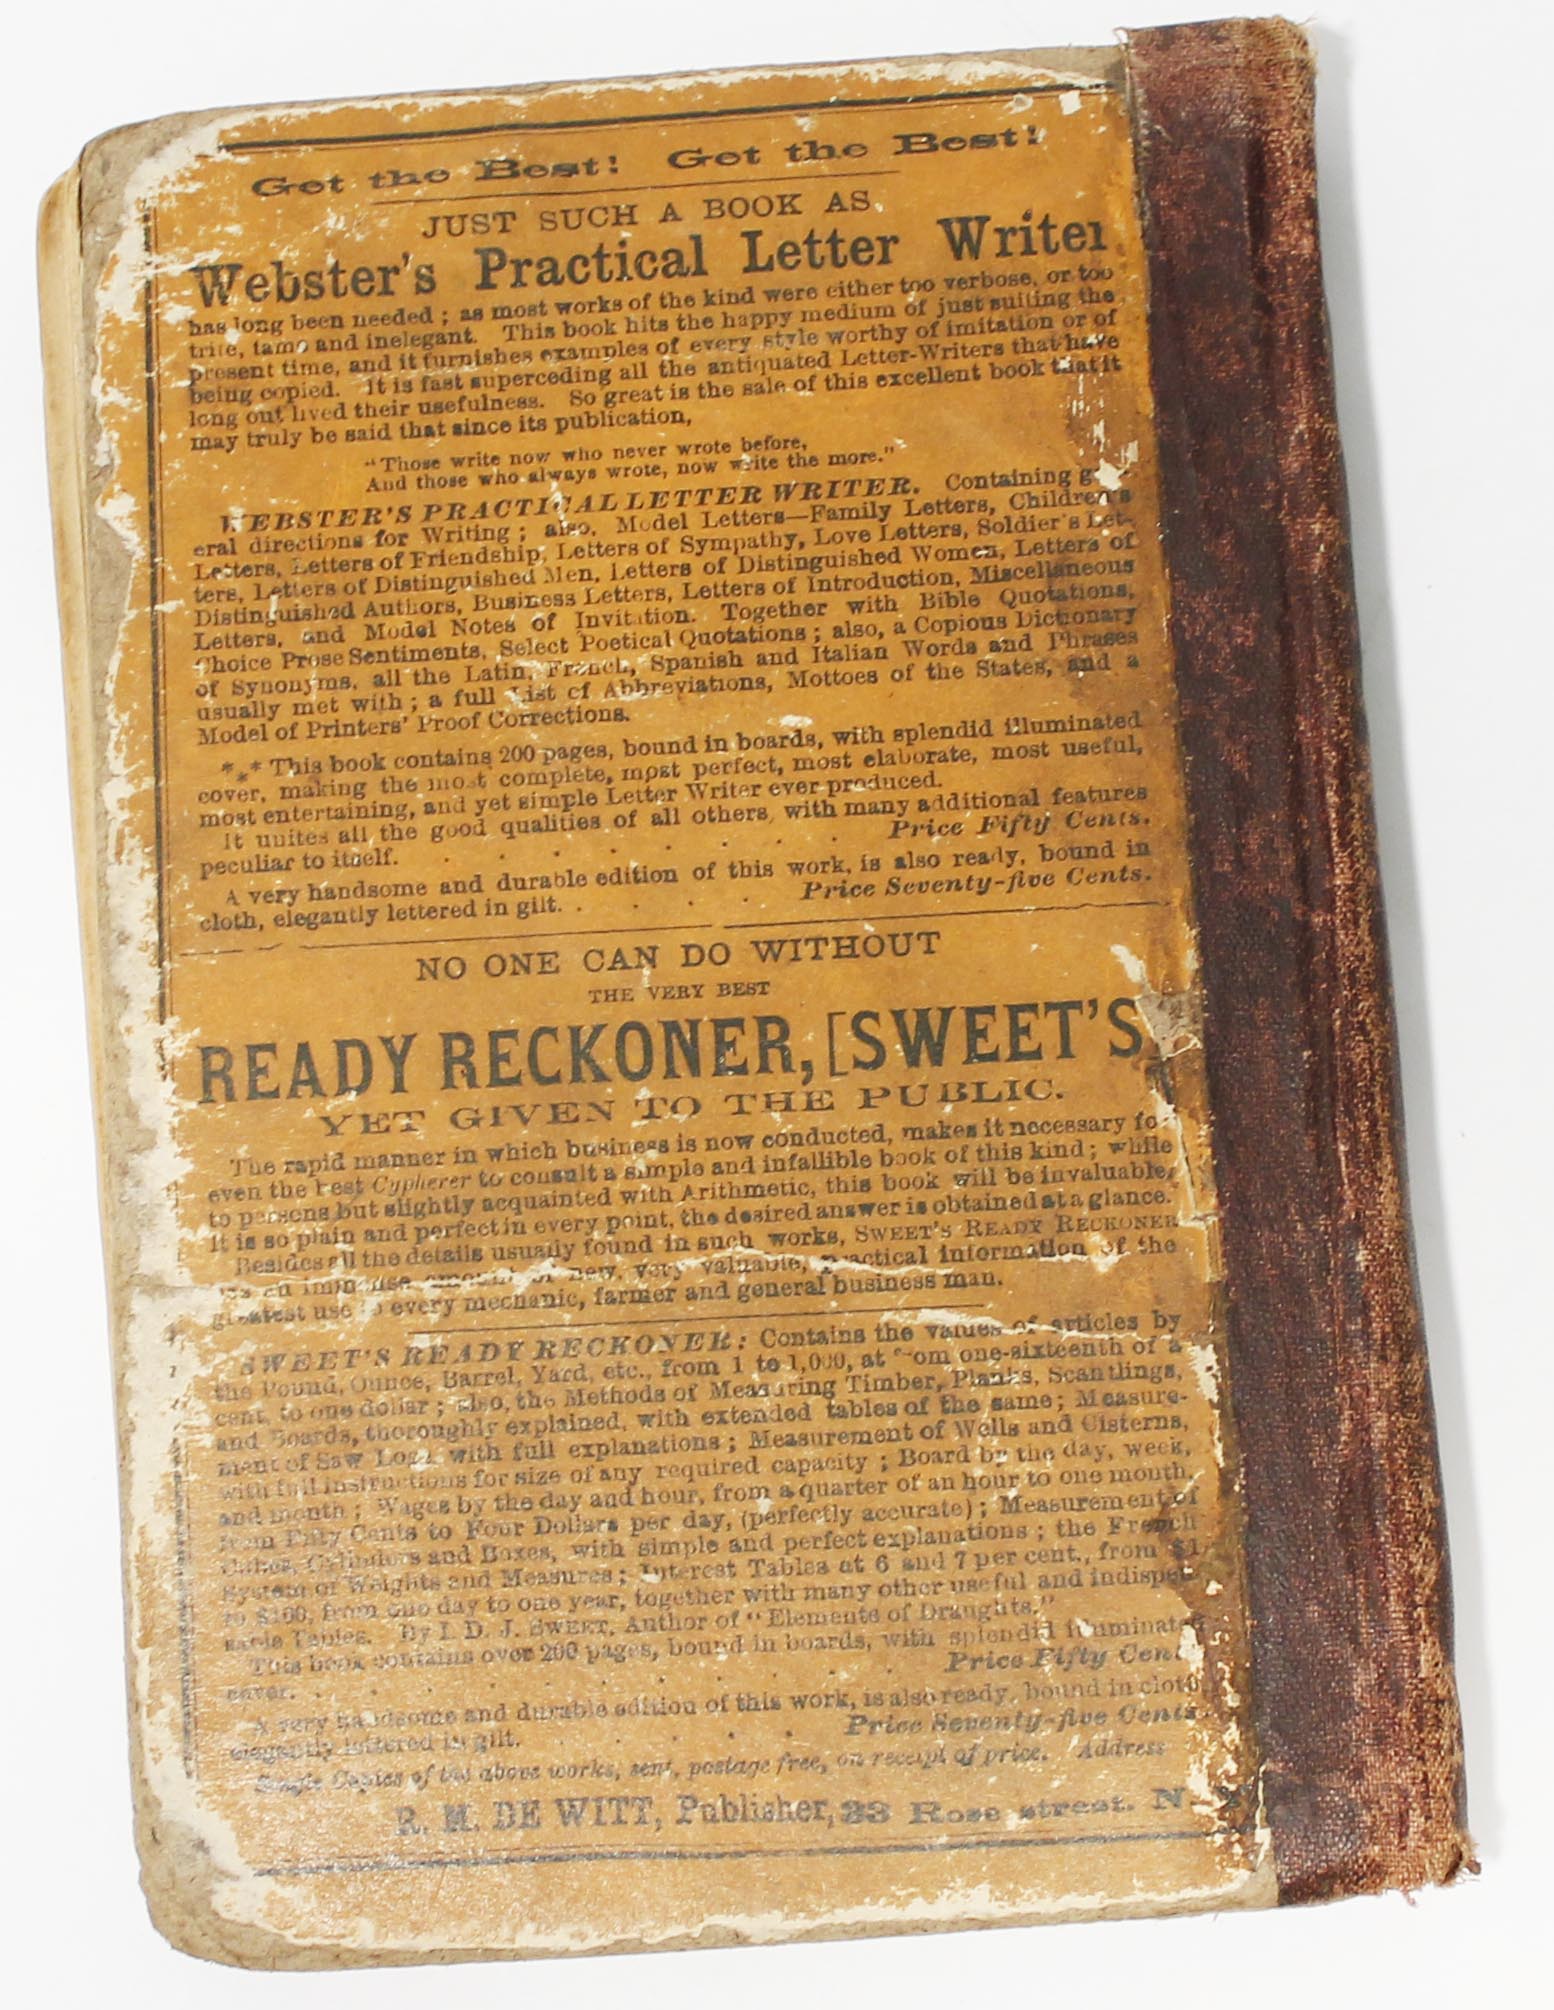 Get the Best! Get the Best!
JUST SUCH A BOOK AS
Webster's Practical Letter Writer
has long been needed; as most works of the kind were either too verbose, or too
trite, tame and inelegant. This book hits the happy medium of just suiting the
present time, and it furnishes examples of every style worthy of imitation or of
being copied. It is fast superceding all the antiquated Letter-Writers that have
long out lived their usefulness. So great is the sale of this excellent book that it
may truly be said that since its publication,
"Those write now who never wrote before,
And those who always wrote, now write the more."
WEBSTER'S PRACTICAL LETTER WRITER. Containing g
eral directions for Writing; also, Model Letters—Family Letters, Children's
Letters, Letters of Friendship, Letters of Sympathy, Love Letters, Soldier's Let-
ters, Letters of Distinguished Men, Letters of Distinguished Women, Letters of
Distinguished Authors, Business Letters, Letters of Introduction, Miscellaneous
Letters, and Model Notes of Invitation. Together with Bible Quotations,
Choice Prose Sentiments, Select Poetical Quotations; also, a Copious Dictionary
of Synonyms, all the Latin, French, Spanish and Italian Words and Phrases
usually met with; a full List of Abbreviations, Mottoes of the States, and a
Model of Printers' Proof Corrections.
*** This book contains 200 pages, bound in boards, with splendid illuminated
cover, making the most complete, most perfect, most elaborate, most useful,
most entertaining, and yet simple Letter Writer ever produced.
It unites all the good qualities of all others, with many additional features
peculiar to itself. . . . . . . . . Price Fifty Cents.
A very handsome and durable edition of this work, is also ready, bound in
cloth, elegantly lettered in gilt. . . . . Price Seventy-five Cents.
NO ONE CAN DO WITHOUT
THE VERY BEST
READY RECKONER, [SWEET'S,
YET GIVEN TO THE PUBLIC.
The rapid manner in which business is now conducted, makes it necessary for
even the best Cypherer to consult a simple and infallible book of this kind; while
to persons but slightly acquainted with Arithmetic, this book will be invaluable,
It is so plain and perfect in every point, the desired answer is obtained at a glance.
Besides all the details usually found in such works, SWEET'S READY RECKONER
has an immense amount of new, very valuable, practical information of the
greatest use to every mechanic, farmer and general business man.
SWEET'S READY RECKONER: Contains the values of articles by
the Pound, Ounce, Barrel, Yard, etc., from 1 to 1,000, at from one-sixteenth of a
cent, to one dollar; also, the Methods of Measuring Timber, Planks, Scantlings,
and Boards, thoroughly explained, with extended tables of the same; Measure-
ment of Saw Logs, with full explanations; Measurement of Wells and Cisterns,
with full instructions for size of any required capacity; Board by the day, week,
and month; Wages by the day and hour, from a quarter of an hour to one month,
from Fifty Cents to Four Dollars per day, (perfectly accurate); Measurement of
Cubes, Cylinders and Boxes, with simple and perfect explanations; the French
System of Weights and Measures; Interest Tables at 6 and 7 per cent., from $1
to $100, from one day to one year, together with many other useful and indispen-
sable Tables. By I. D. J. SWEET, Author of "Elements of Draughts."
This book contains over 200 pages, bound in boards, with splendid illuminated
cover. . . . . . . . . Price Fifty Cent
A very handsome and durable edition of this work, is also ready, bound in cloth,
elegantly lettered in gilt. . . . . Price Seventy-five Cents
Single Copies of the above works, sent, postage free, on receipt of price. Address
R. M. DE WITT, Publisher, 33 Rose street. N.